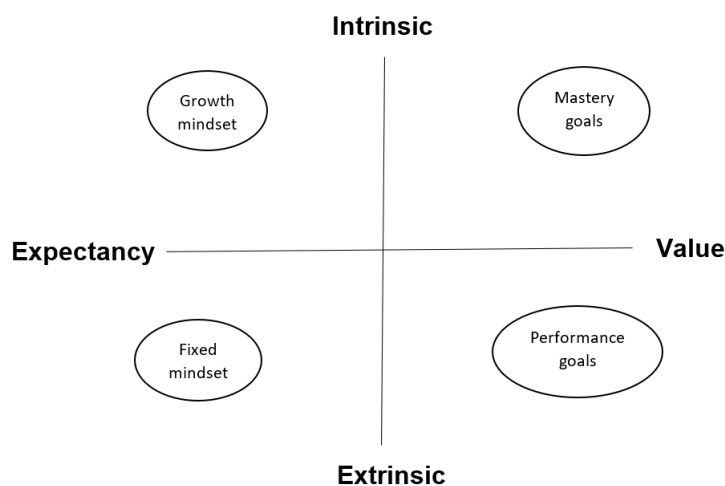 Intrinsic
Growth
mindset
Mastery
goals
Expectancy
Value
Fixed
mindset
Performance
goals
Extrinsic